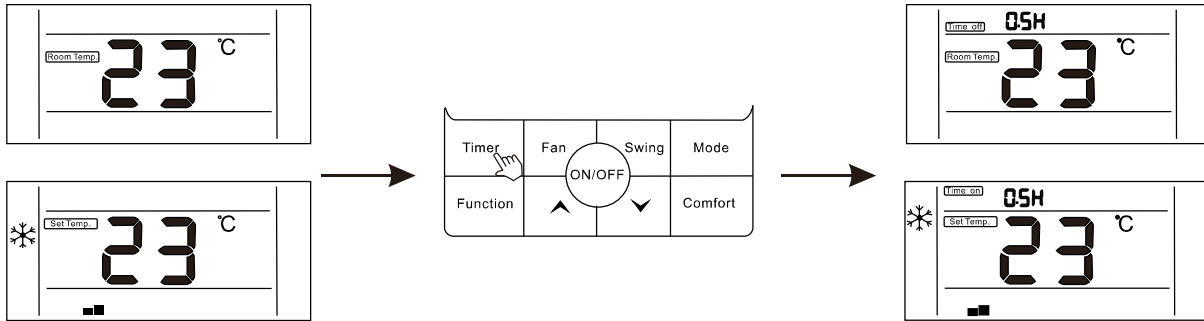 Room Temp.
23 °C
Set Temp.
23 °C
Timer
Fan
Swing
Mode
ON/OFF
Function
Comfort
Time off 0.5H
Room Temp.
23 °C
Time on 0.5H
Set Temp.
23 °C